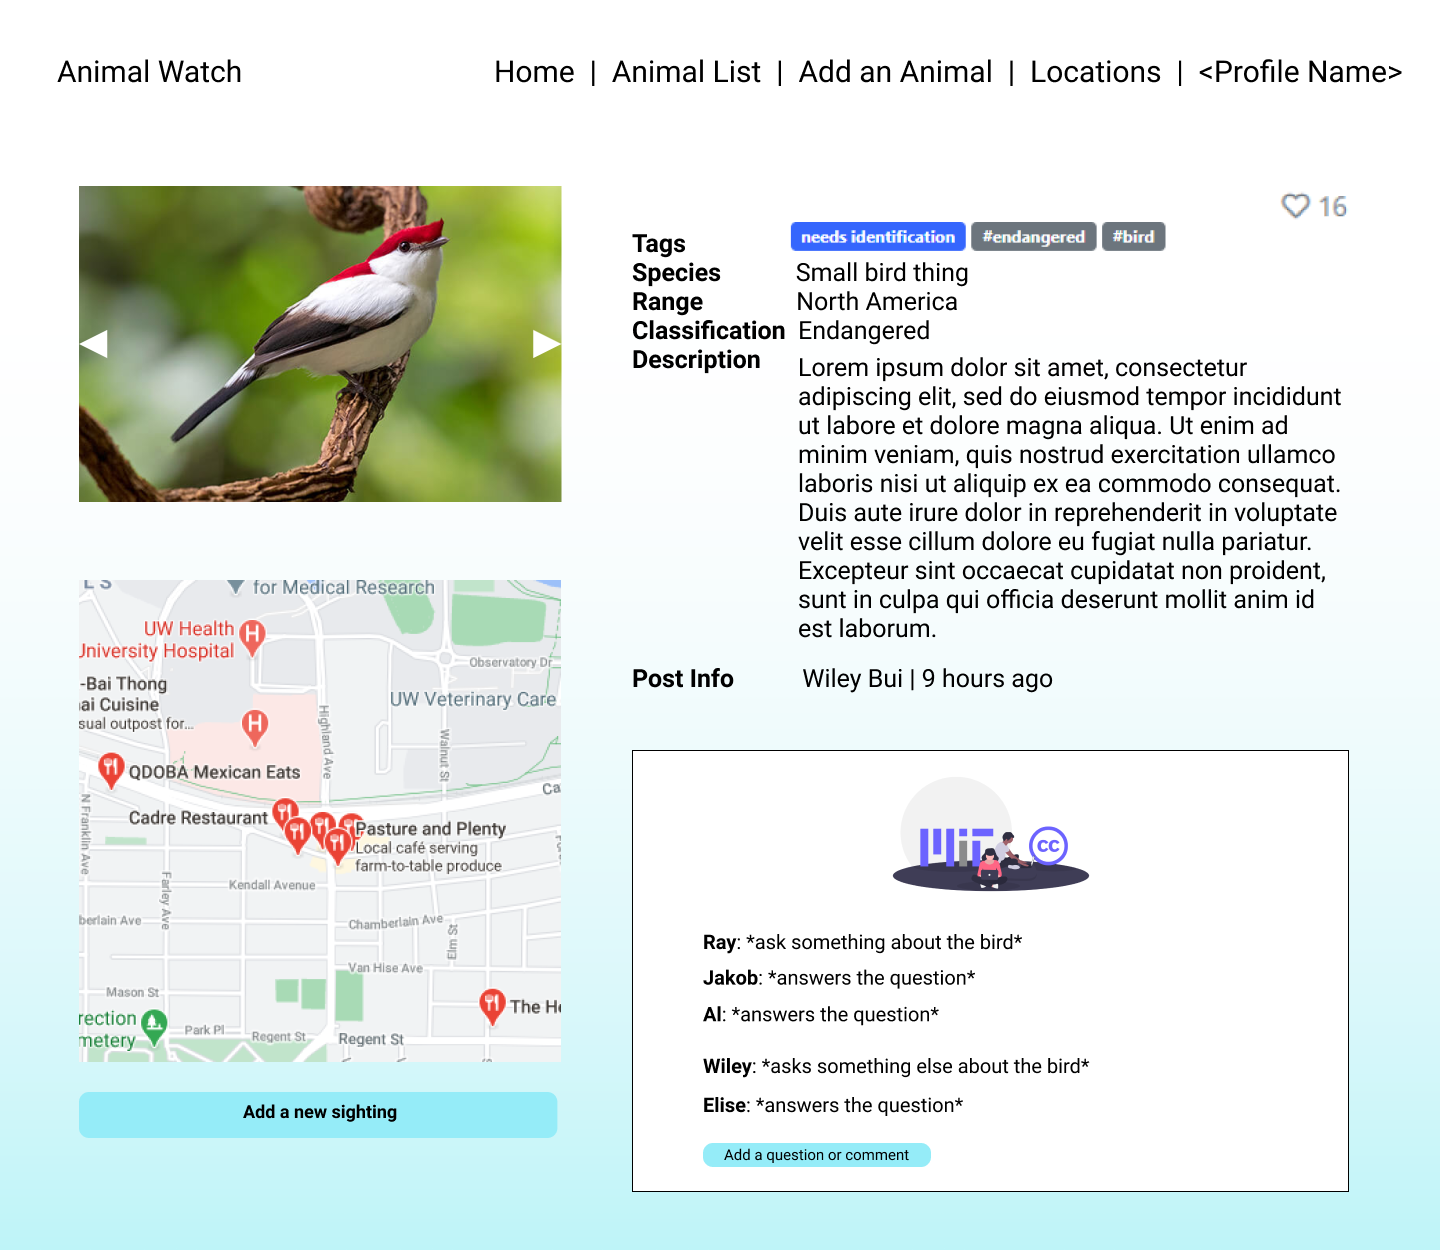 Animal Watch
Home | Animal List | Add an Animal | Locations | <Profile Name>
16
Tags needs identification #endangered #bird
Species Small bird thing
Range North America
Classification Endangered
Description
Lorem ipsum dolor sit amet, consectetur
adipiscing elit, sed do eiusmod tempor incididunt
ut labore et dolore magna aliqua. Ut enim ad
minim veniam, quis nostrud exercitation ullamco
laboris nisi ut aliquip ex ea commodo consequat.
Duis aute irure dolor in reprehenderit in voluptate
velit esse cillum dolore eu fugiat nulla pariatur.
Excepteur sint occaecat cupidatat non proident,
sunt in culpa qui officia deserunt mollit anim id
est laborum.
Post Info Wiley Bui | 9 hours ago
L S
for Medical Research
UW Health
University Hospital
H
Observatory Dr
-Bai Thong
ai Cuisine
sual outpost for...
UW Veterinary Care
H
Highland Ave
Walnut St
QDOBA Mexican Eats
Ca
N Franklin Ave
Cadre Restaurant
Pasture and Plenty
Local café serving
farm-to-table produce
Kendall Avenue
Farley Ave
berlain Ave
Chamberlain Ave
Elm St
Van Hise Ave
Mason St
The He
rection
metery
Park Pl
Regent St
Regent St
Add a new sighting
MIT
cc
Ray: *ask something about the bird*
Jakob: *answers the question*
Al: *answers the question*
Wiley: *asks something else about the bird*
Elise: *answers the question*
Add a question or comment